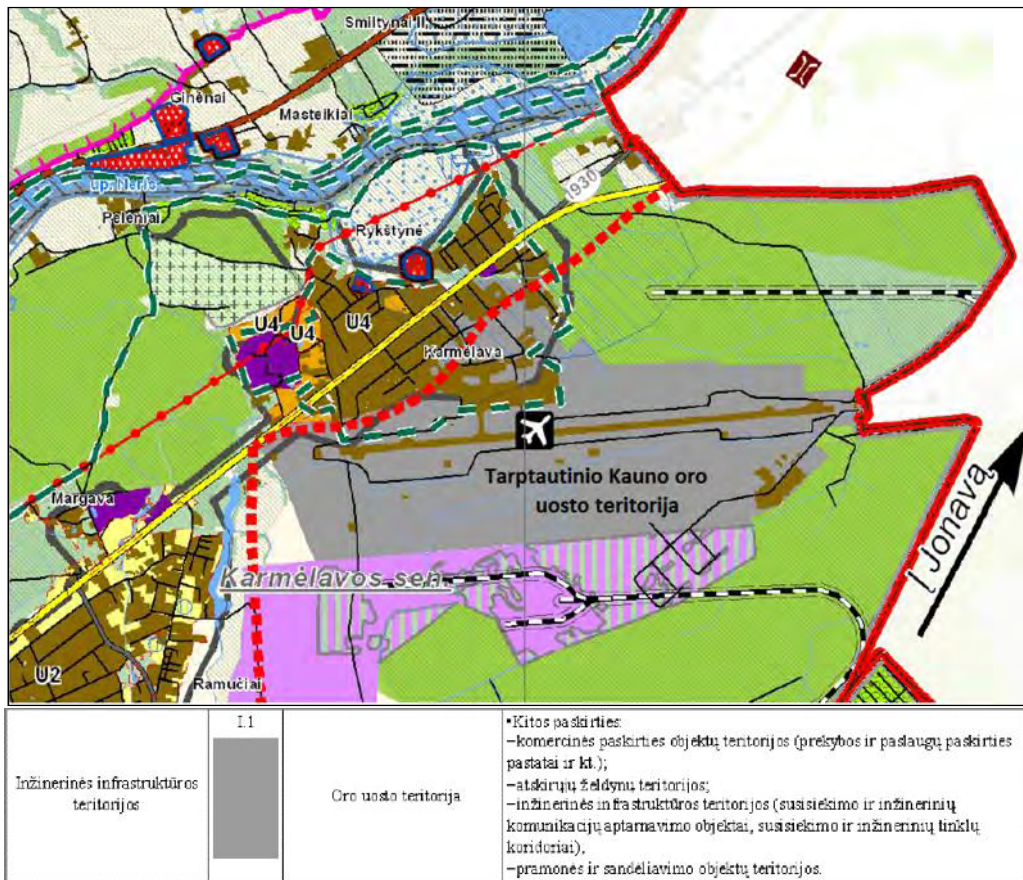 Smiltynai II
Ginėnai
Masteikiai
up. Neris
Peleniai
1930
Rykštynė
U4
U4
U4
Karmėlava
Tarptautinio Kauno oro
uosto teritorija
Margava
Karmėlavos sen.
Į Jonavą
U2
Ramučiai
Inžinerinės infrastruktūros
teritorijos
I.1
Oro uosto teritorija
•Kitos paskirties:
–komercinės paskirties objektų teritorijos (prekybos ir paslaugų paskirties
pastatai ir kt.);
–atskirųjų želdynų teritorijos;
–inžinerinės infrastruktūros teritorijos (susisiekimo ir inžinerinių
komunikacijų aptarnavimo objektai, susisiekimo ir inžinerinių tinklų
koridoriai),
–pramonės ir sandėliavimo objektų teritorijos.